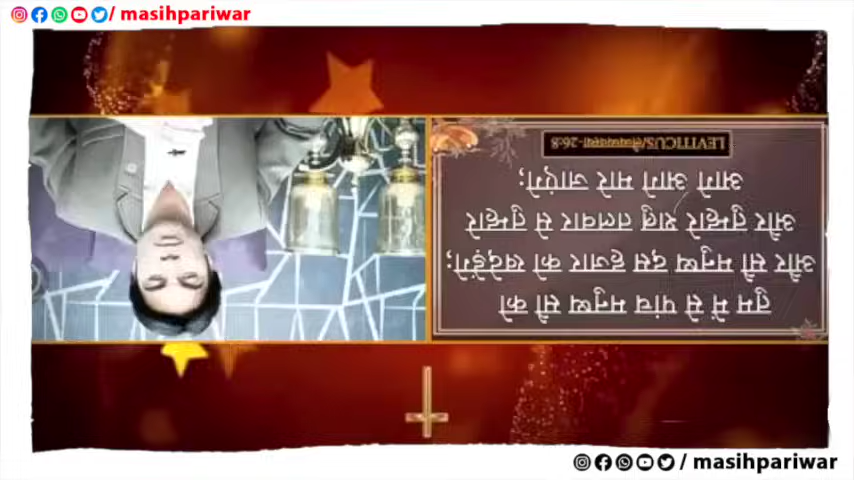 / masihpariwar
तुम में से पांच मनुष्य सौ को
और सौ मनुष्य दस हजार को खदेड़ेंगे;
और तुम्हारे शत्रु तलवार से तुम्हारे
आगे आगे मारे जाएंगे;
LEVITICUS/लैव्यव्यवस्था-26:8
/ masihpariwar